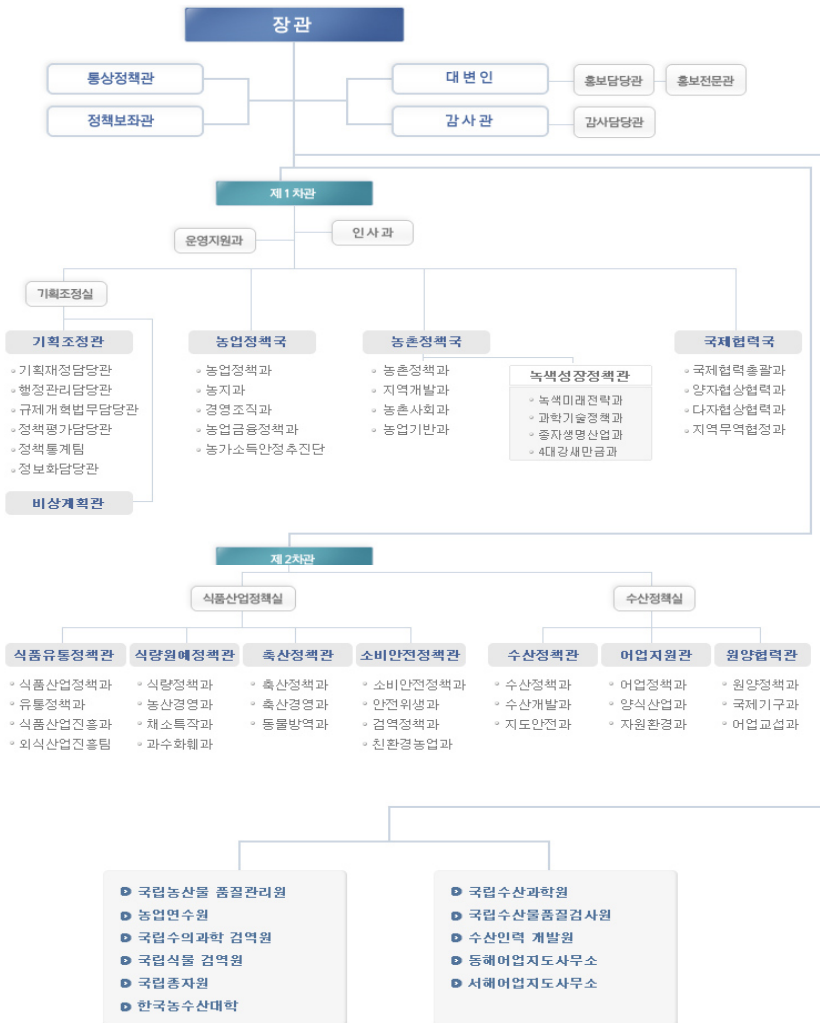 장관
통상정책관
대변인
홍보담당관
홍보전문관
정책보좌관
감사관
감사담당관
제1차관
운영지원과
인사과
기획조정실
기획조정관
기획재정담당관
행정관리담당관
규제개혁법무담당관
정책평가담당관
정책통계팀
정보화담당관
비상계획관
농업정책국
농업정책과
농지과
경영조직과
농업금융정책과
농가소득안정추진단
농촌정책국
농촌정책과
지역개발과
농촌사회과
농업기반과
녹색성장정책관
녹색미래전략과
과학기술정책과
종자생명산업과
4대강새만금과
국제협력국
국제협력총괄과
양자협상협력과
다자협상협력과
지역무역협정과
제2차관
식품산업정책실
수산정책실
식품유통정책관
식품산업정책과
유통정책과
식품산업진흥과
외식산업진흥팀
식량원예정책관
식량정책과
농산경영과
채소특작과
과수화훼과
축산정책관
축산정책과
축산경영과
동물방역과
소비안전정책관
소비안전정책과
안전위생과
검역정책과
친환경농업과
수산정책관
수산정책과
수산개발과
지도안전과
어업지원관
어업정책과
양식산업과
자원환경과
원양협력관
원양정책과
국제기구과
어업교섭과
국립농산물 품질관리원
농업연수원
국립수의과학 검역원
국립식물 검역원
국립종자원
한국농수산대학
국립수산과학원
국립수산물품질검사원
수산인력 개발원
동해어업지도사무소
서해어업지도사무소